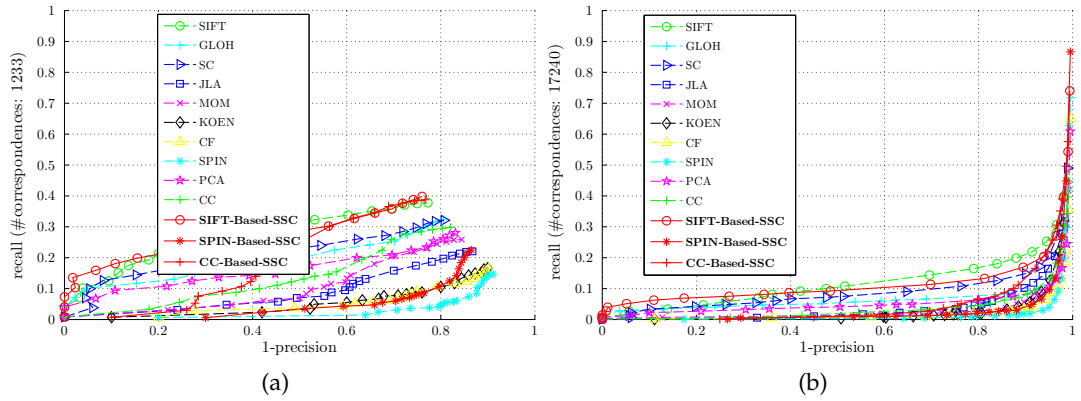 recall (#correspondences: 1233)
1
0.9
0.8
0.7
0.6
0.5
0.4
0.3
0.2
0.1
0
0
0.2
0.4
0.6
0.8
1
1-precision
SIFT
GLOH
SC
JLA
MOM
KOEN
CF
SPIN
PCA
CC
SIFT-Based-SSC
SPIN-Based-SSC
CC-Based-SSC
(a)
recall (#correspondences: 17240)
1
0.9
0.8
0.7
0.6
0.5
0.4
0.3
0.2
0.1
0
0
0.2
0.4
0.6
0.8
1
1-precision
SIFT
GLOH
SC
JLA
MOM
KOEN
CF
SPIN
PCA
CC
SIFT-Based-SSC
SPIN-Based-SSC
CC-Based-SSC
(b)